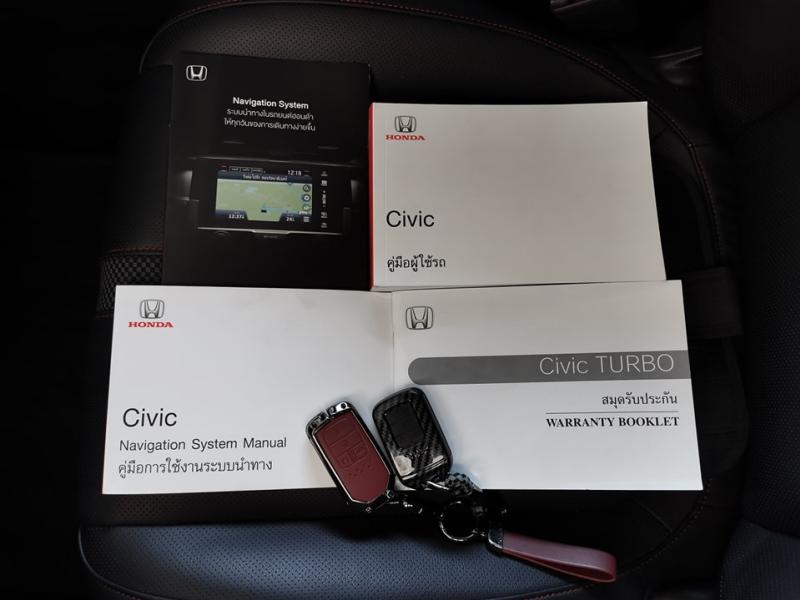 Navigation System
ระบบนำทางในรถยนต์ฮอนด้า
ให้ทุกวันของการเดินทางง่ายขึ้น
12:18
HONDA
Civic
คู่มือผู้ใช้รถ
HONDA
Civic
Navigation System Manual
คู่มือการใช้งานระบบนำทาง
Civic TURBO
สมุดรับประกัน
WARRANTY BOOKLET